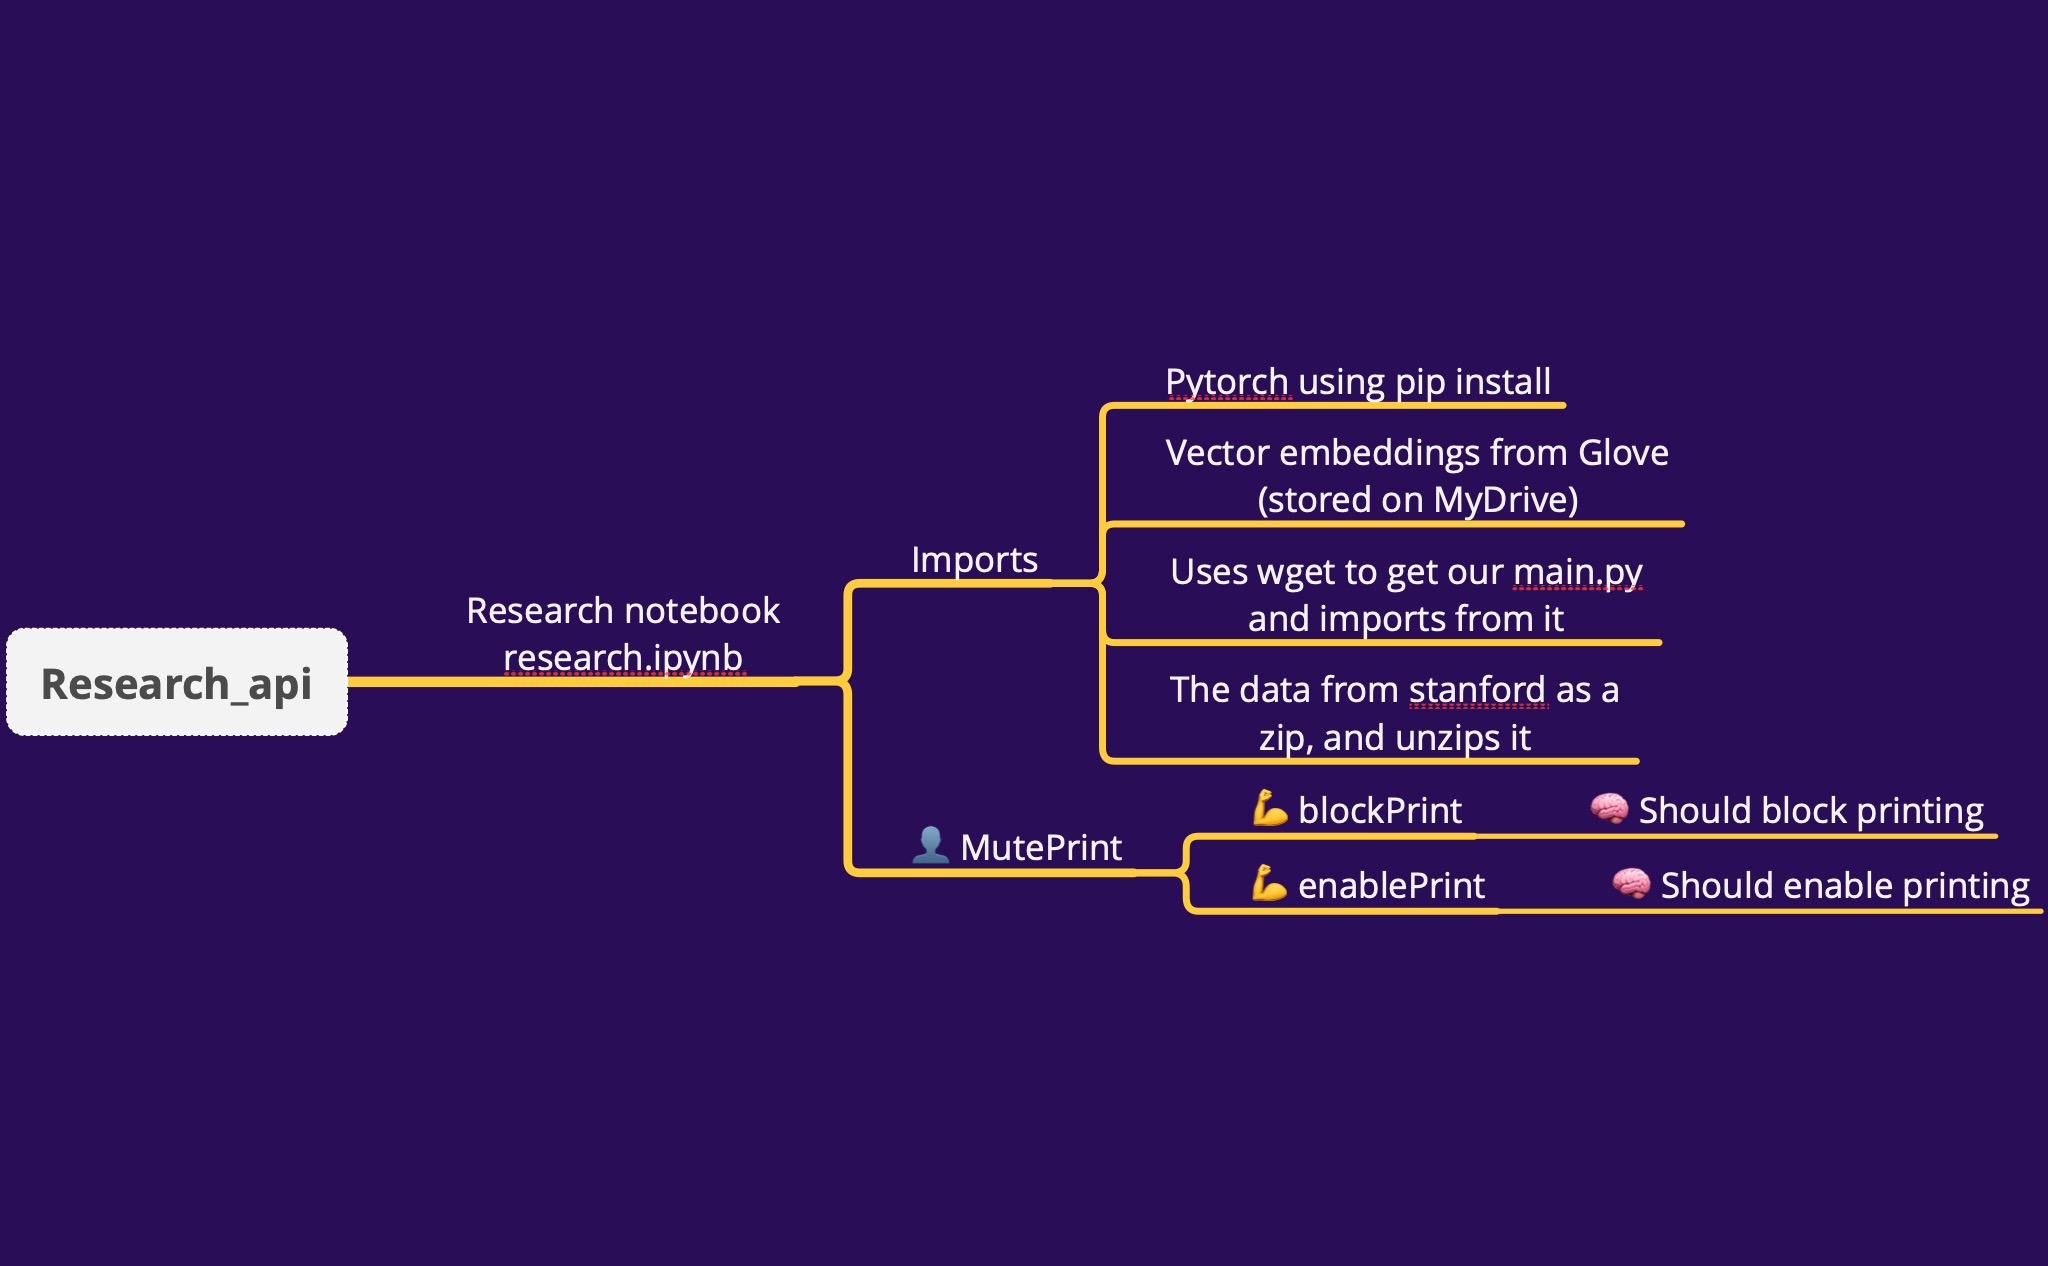 Research_api
Research notebook
research.ipynb
Imports
Pytorch using pip install
Vector embeddings from Glove
(stored on MyDrive)
Uses wget to get our main.py
and imports from it
The data from stanford as a
zip, and unzips it
👤 MutePrint
💪 blockPrint
🧠 Should block printing
💪 enablePrint
🧠 Should enable printing